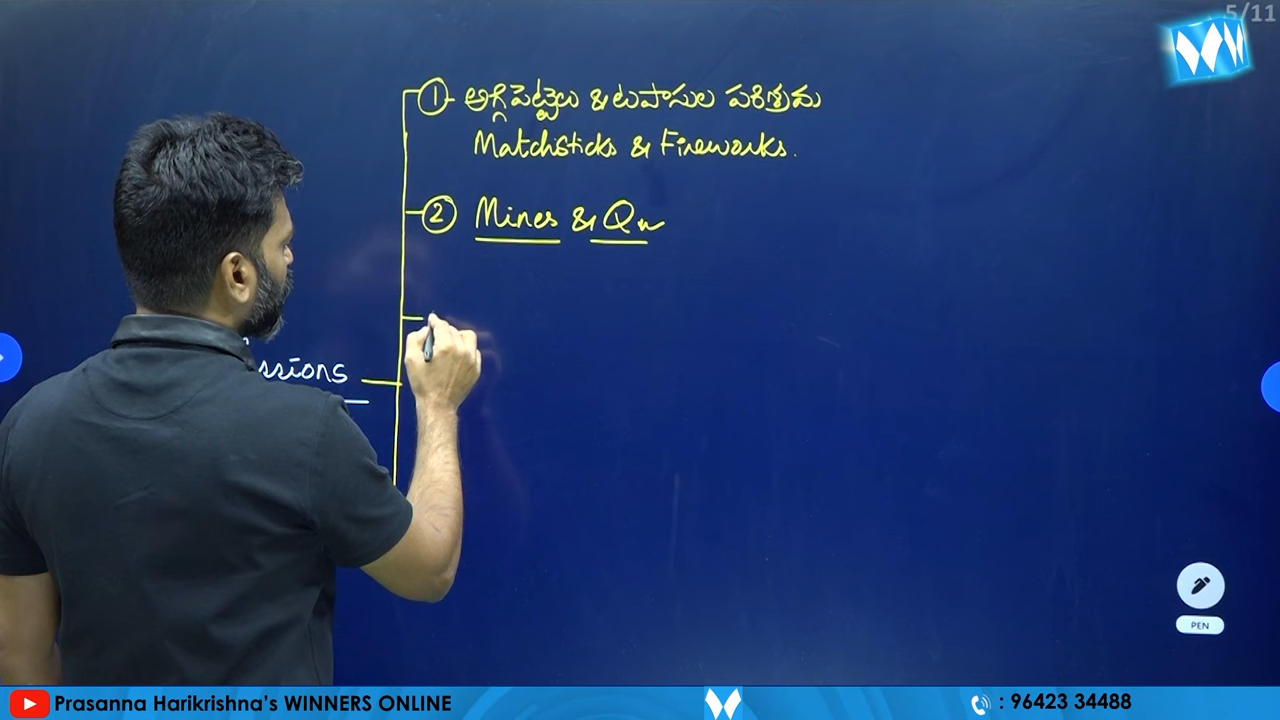 5/11
① అగ్గిపెట్టెలు & టపాసుల పరిశ్రమ
Matchsticks & Fireworks.
② Mines & Qu
ssions
PEN
Prasanna Harikrishna's WINNERS ONLINE
: 96423 34488